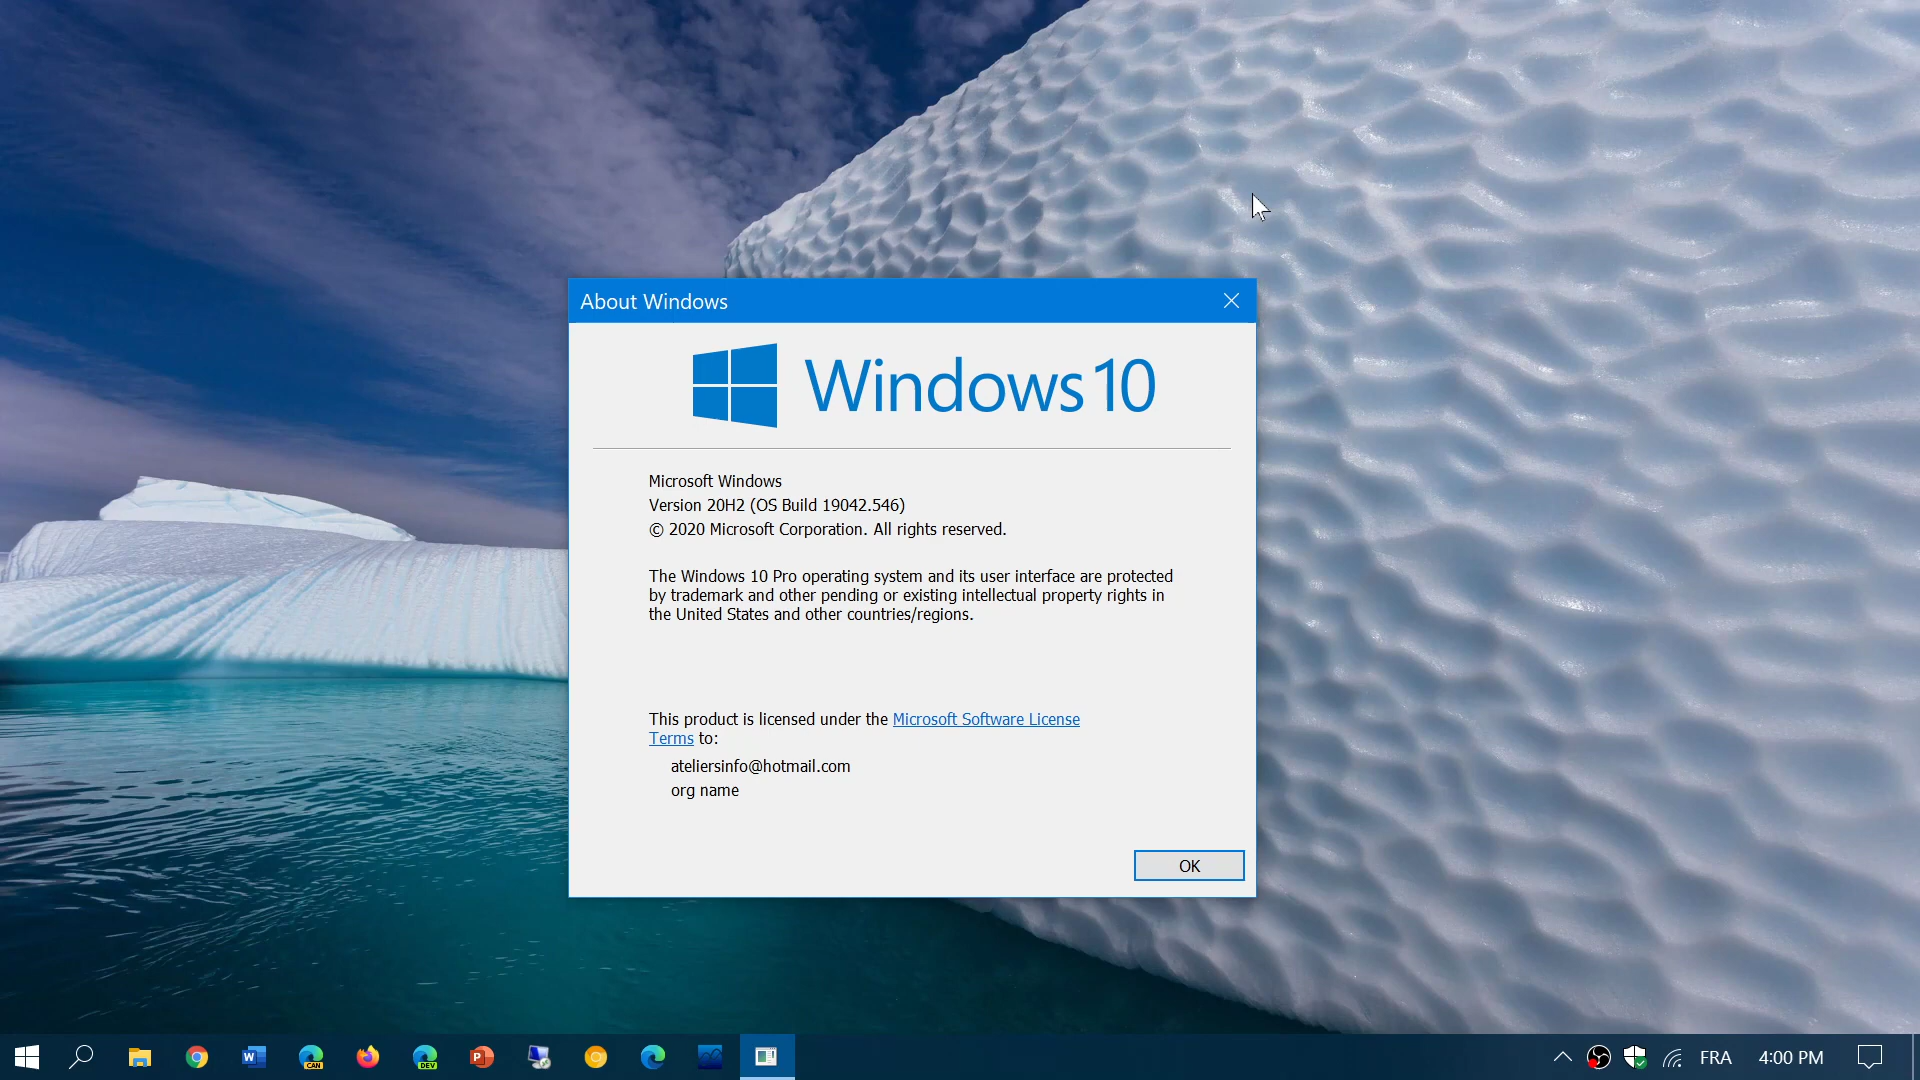 About Windows
Windows 10
Microsoft Windows
Version 20H2 (OS Build 19042.546)
© 2020 Microsoft Corporation. All rights reserved.
The Windows 10 Pro operating system and its user interface are protected
by trademark and other pending or existing intellectual property rights in
the United States and other countries/regions.
This product is licensed under the Microsoft Software License
Terms to:
ateliersinfo@hotmail.com
org name
OK
W
CAN
DEV
P
FRA
4:00 PM